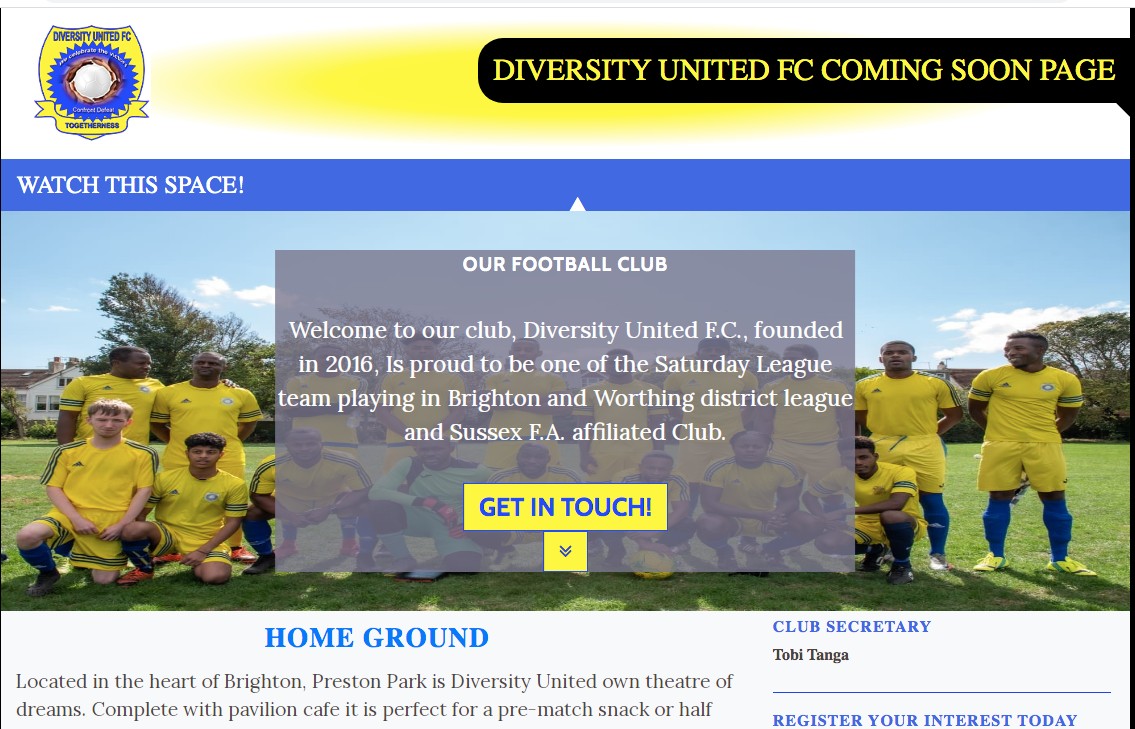 DIVERSITY UNITED FC
We celebrate the
Confront Defeat
TOGETHERNESS
DIVERSITY UNITED FC COMING SOON PAGE
WATCH THIS SPACE!
OUR FOOTBALL CLUB
Welcome to our club, Diversity United F.C., founded
in 2016, Is proud to be one of the Saturday League
team playing in Brighton and Worthing district league
and Sussex F.A. affiliated Club.
GET IN TOUCH!
HOME GROUND
Located in the heart of Brighton, Preston Park is Diversity United own theatre of
dreams. Complete with pavilion cafe it is perfect for a pre-match snack or half
CLUB SECRETARY
Tobi Tanga
REGISTER YOUR INTEREST TODAY